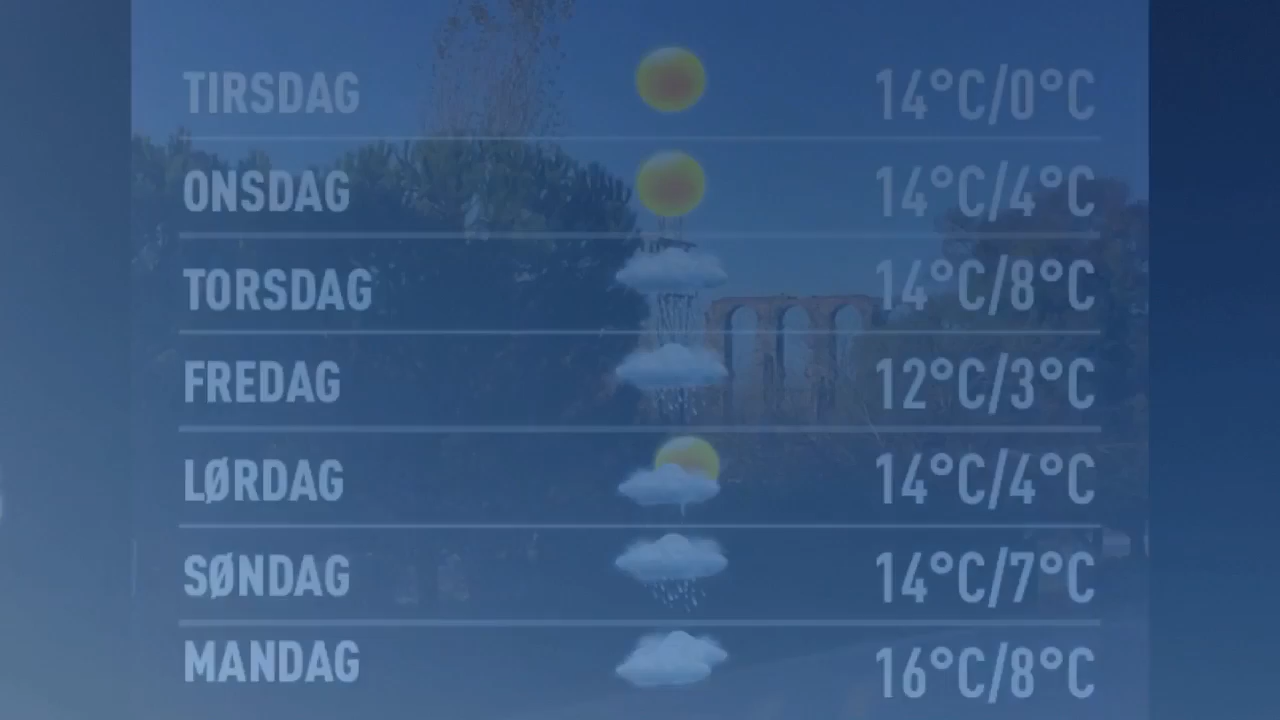 TIRSDAG 14°C/0°C
ONSDAG 14°C/4°C
TORSDAG 14°C/8°C
FREDAG 12°C/3°C
LØRDAG 14°C/4°C
SØNDAG 14°C/7°C
MANDAG 16°C/8°C